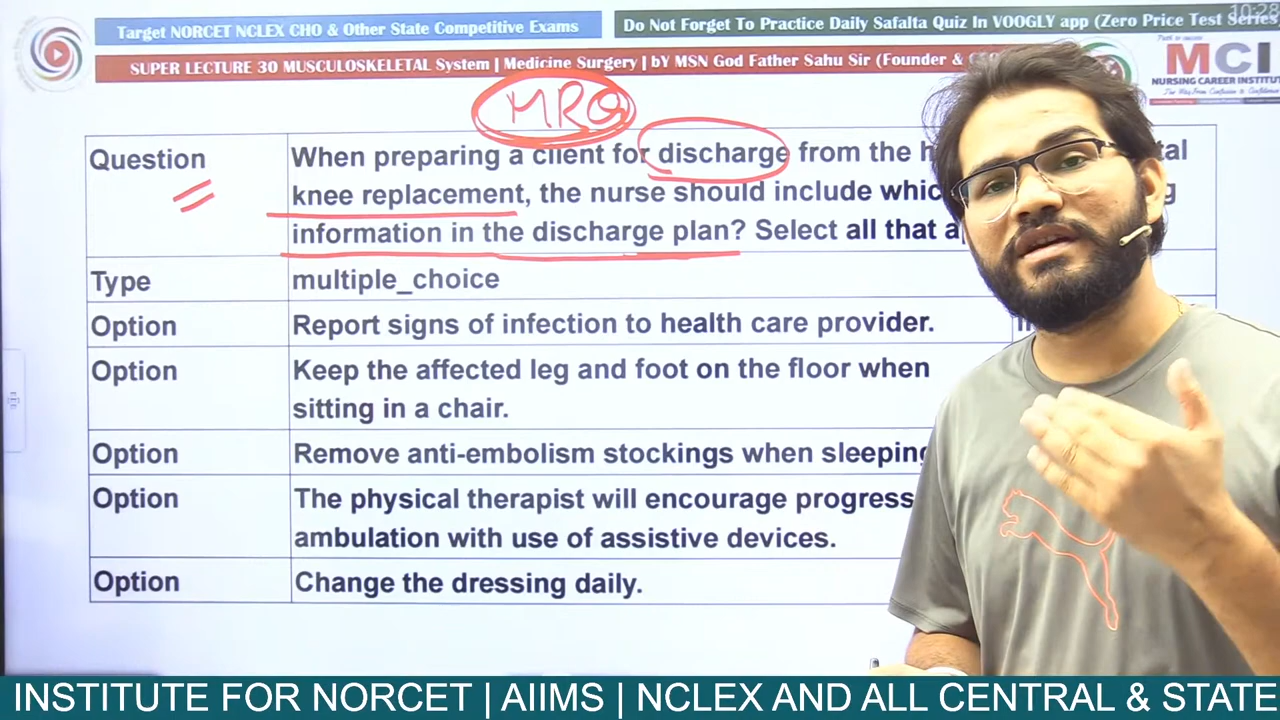 10:28
Target NORCET NCLEX CHO & Other State Competitive Exams
Do Not Forget To Practice Daily Safalta Quiz In VOOGLY app (Zero Price Test Series
SUPER LECTURE 30 MUSCULOSKELETAL System | Medicine Surgery | bY MSN God Father Sahu Sir (Founder &
MCI
NURSING CAREER INSTITU
MRQ
Question
When preparing a client for discharge from the h tal
knee replacement, the nurse should include whic g
information in the discharge plan? Select all that a
Type
multiple_choice
Option
Report signs of infection to health care provider.
Option
Keep the affected leg and foot on the floor when
sitting in a chair.
Option
Remove anti-embolism stockings when sleeping
Option
The physical therapist will encourage progress
ambulation with use of assistive devices.
Option
Change the dressing daily.
INSTITUTE FOR NORCET | AIIMS | NCLEX AND ALL CENTRAL & STATE